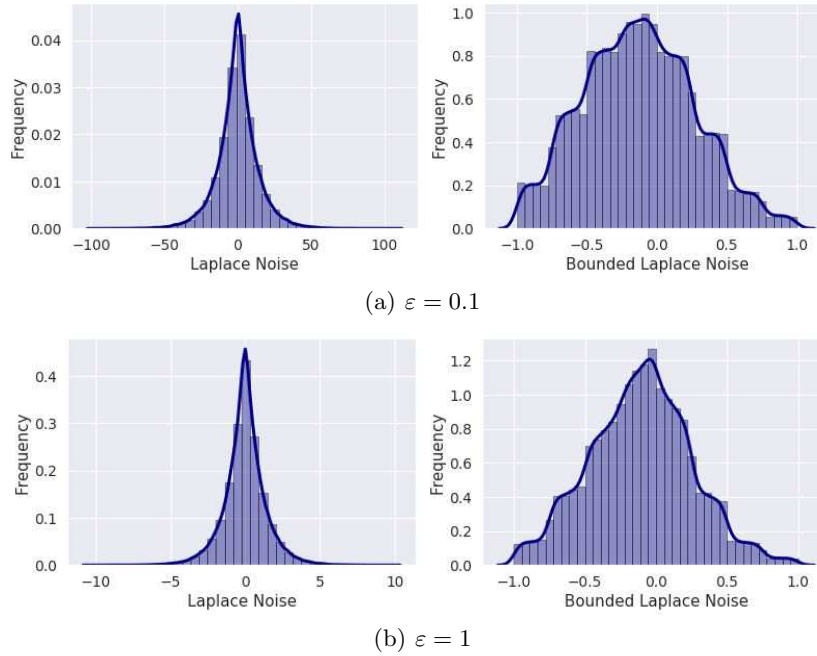 0.04
0.03
0.02
0.01
0.00
Frequency
−100 −50 0 50 100
Laplace Noise
1.0
0.8
0.6
0.4
0.2
0.0
Frequency
−1.0 −0.5 0.0 0.5 1.0
Bounded Laplace Noise
(a) ε = 0.1
0.4
0.3
0.2
0.1
0.0
Frequency
−10 −5 0 5 10
Laplace Noise
1.2
1.0
0.8
0.6
0.4
0.2
0.0
Frequency
−1.0 −0.5 0.0 0.5 1.0
Bounded Laplace Noise
(b) ε = 1